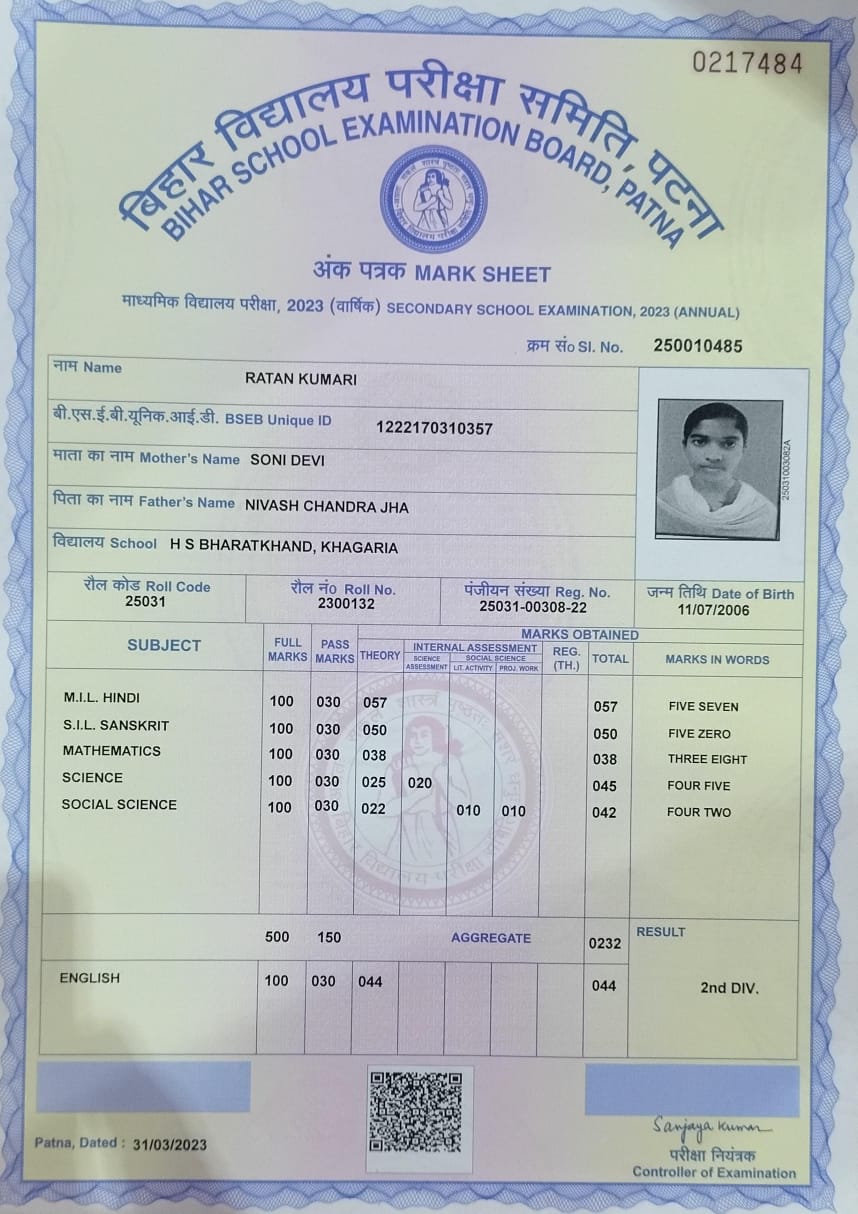 0217484
बिहार विद्यालय परीक्षा समिति, पटना
BIHAR SCHOOL EXAMINATION BOARD, PATNA
अंक पत्रक MARK SHEET
माध्यमिक विद्यालय परीक्षा, 2023 (वार्षिक) SECONDARY SCHOOL EXAMINATION, 2023 (ANNUAL)
क्रम सं० Sl. No. 250010485
नाम Name RATAN KUMARI
बी.एस.ई.बी.यूनिक.आई.डी. BSEB Unique ID 1222170310357
माता का नाम Mother's Name SONI DEVI
पिता का नाम Father's Name NIVASH CHANDRA JHA
विद्यालय School H S BHARATKHAND, KHAGARIA
25031003082A
रौल कोड Roll Code रौल नं० Roll No. पंजीयन संख्या Reg. No. जन्म तिथि Date of Birth
25031 2300132 25031-00308-22 11/07/2006
SUBJECT FULL MARKS PASS MARKS MARKS OBTAINED
THEORY INTERNAL ASSESSMENT REG. (TH.) TOTAL MARKS IN WORDS
SCIENCE ASSESSMENT SOCIAL SCIENCE
LIT. ACTIVITY PROJ. WORK
M.I.L. HINDI 100 030 057 057 FIVE SEVEN
S.I.L. SANSKRIT 100 030 050 050 FIVE ZERO
MATHEMATICS 100 030 038 038 THREE EIGHT
SCIENCE 100 030 025 020 045 FOUR FIVE
SOCIAL SCIENCE 100 030 022 010 010 042 FOUR TWO
500 150 AGGREGATE 0232 RESULT
ENGLISH 100 030 044 044 2nd DIV.
Patna, Dated : 31/03/2023
Sanjaya Kumar
परीक्षा नियंत्रक
Controller of Examination